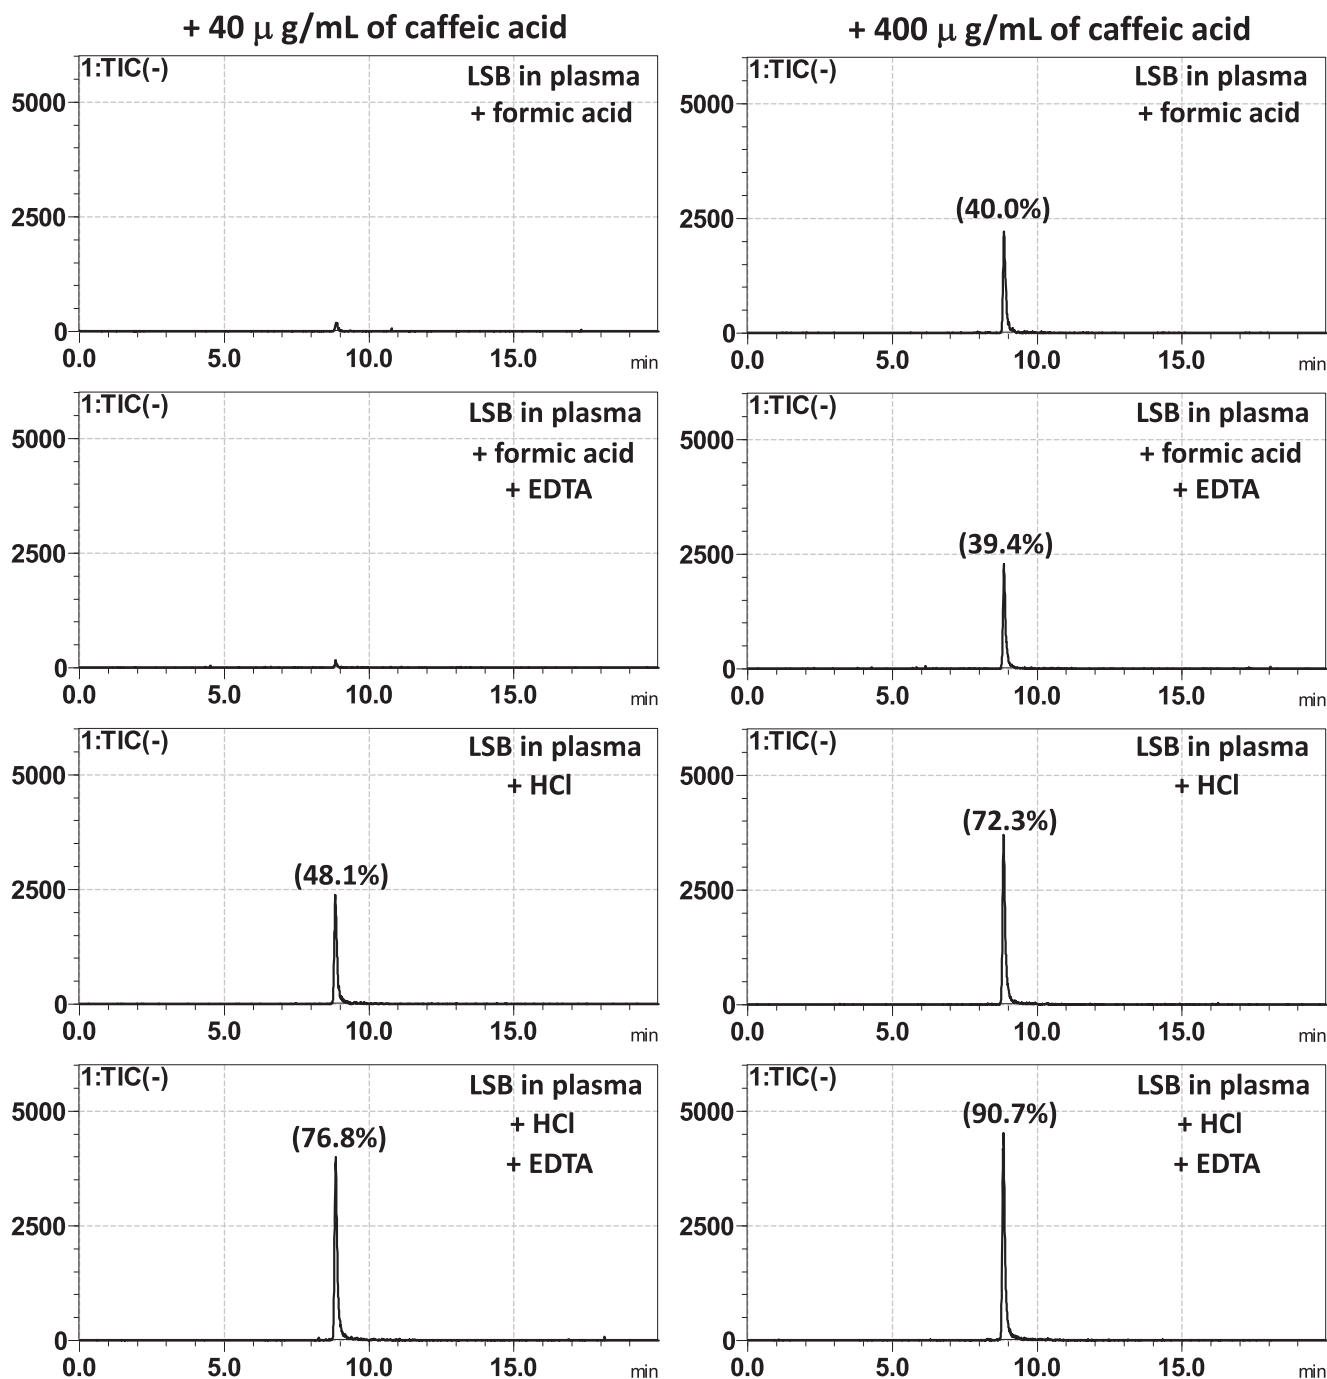 + 40 μ g/mL of caffeic acid
+ 400 μ g/mL of caffeic acid
1:TIC(-)
LSB in plasma
+ formic acid
5000
2500
0
0.0 5.0 10.0 15.0 min
1:TIC(-)
LSB in plasma
+ formic acid
5000
(40.0%)
2500
0
0.0 5.0 10.0 15.0 min
1:TIC(-)
LSB in plasma
5000
+ formic acid
+ EDTA
2500
0
0.0 5.0 10.0 15.0 min
1:TIC(-)
LSB in plasma
5000
+ formic acid
+ EDTA
(39.4%)
2500
0
0.0 5.0 10.0 15.0 min
1:TIC(-)
LSB in plasma
5000
+ HCl
(48.1%)
2500
0
0.0 5.0 10.0 15.0 min
1:TIC(-)
LSB in plasma
5000
+ HCl
(72.3%)
2500
0
0.0 5.0 10.0 15.0 min
1:TIC(-)
LSB in plasma
5000
+ HCl
(76.8%)
+ EDTA
2500
0
0.0 5.0 10.0 15.0 min
1:TIC(-)
LSB in plasma
5000
(90.7%)
+ HCl
+ EDTA
2500
0
0.0 5.0 10.0 15.0 min